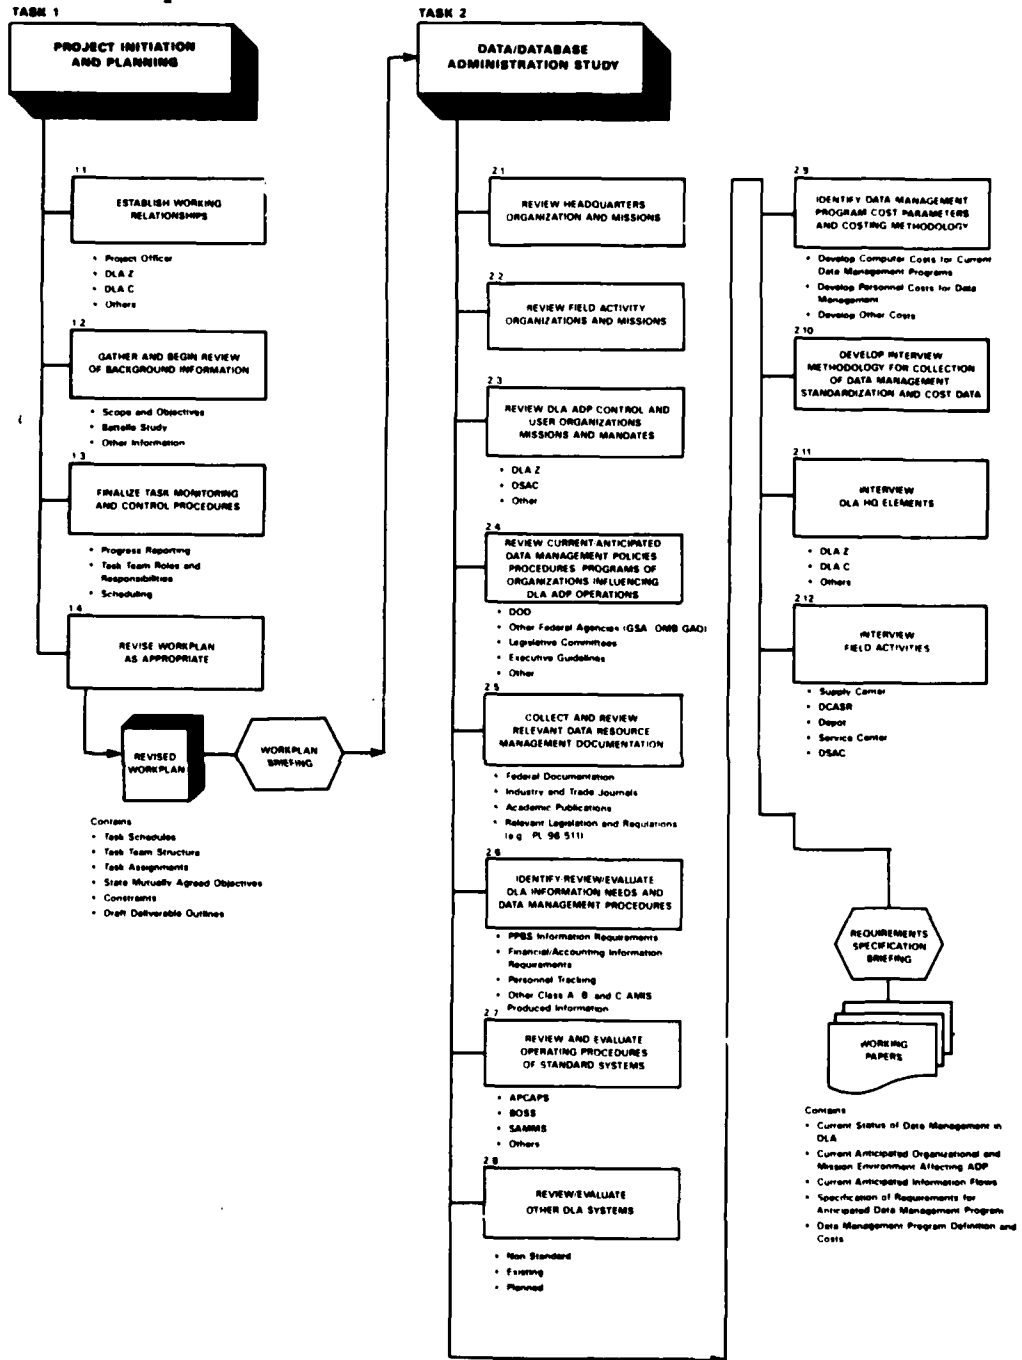 TASK 1
PROJECT INITIATION
AND PLANNING
1.1
ESTABLISH WORKING
RELATIONSHIPS
• Project Officer
• DLA Z
• DLA C
• Others
1.2
GATHER AND BEGIN REVIEW
OF BACKGROUND INFORMATION
• Scope and Objectives
• Battelle Study
• Other Information
1.3
FINALIZE TASK MONITORING
AND CONTROL PROCEDURES
• Progress Reporting
• Task Team Roles and
Responsibilities
• Scheduling
1.4
REVISE WORKPLAN
AS APPROPRIATE
REVISED
WORKPLAN
WORKPLAN
BRIEFING
Contains
• Task Schedules
• Task Team Structure
• Task Assignments
• State Mutually Agreed Objectives
• Constraints
• Draft Deliverable Outlines
TASK 2
DATA/DATABASE
ADMINISTRATION STUDY
2.1
REVIEW HEADQUARTERS
ORGANIZATION AND MISSIONS
2.2
REVIEW FIELD ACTIVITY
ORGANIZATIONS AND MISSIONS
2.3
REVIEW DLA ADP CONTROL AND
USER ORGANIZATIONS
MISSIONS AND MANDATES
• DLA Z
• DSAC
• Other
2.4
REVIEW CURRENT/ANTICIPATED
DATA MANAGEMENT POLICIES
PROCEDURES PROGRAMS OF
ORGANIZATIONS INFLUENCING
DLA ADP OPERATIONS
• DOD
• Other Federal Agencies (GSA OMB GAO)
• Legislative Committees
• Executive Guidelines
• Other
2.5
COLLECT AND REVIEW
RELEVANT DATA RESOURCE
MANAGEMENT DOCUMENTATION
• Federal Documentation
• Industry and Trade Journals
• Academic Publications
• Relevant Legislation and Regulations
(e.g. PL 96 511)
2.6
IDENTIFY/REVIEW/EVALUATE
DLA INFORMATION NEEDS AND
DATA MANAGEMENT PROCEDURES
• PPBS Information Requirements
• Financial/Accounting Information
Requirements
• Personnel Tracking
• Other Class A B and C AMIS
Produced Information
2.7
REVIEW AND EVALUATE
OPERATING PROCEDURES
OF STANDARD SYSTEMS
• APCAPS
• BOSS
• SAMMS
• Others
2.8
REVIEW/EVALUATE
OTHER DLA SYSTEMS
• Non Standard
• Existing
• Planned
2.9
IDENTIFY DATA MANAGEMENT
PROGRAM COST PARAMETERS
AND COSTING METHODOLOGY
• Develop Computer Costs for Current
Data Management Programs
• Develop Personnel Costs for Data
Management
• Develop Other Costs
2.10
DEVELOP INTERVIEW
METHODOLOGY FOR COLLECTION
OF DATA MANAGEMENT
STANDARDIZATION AND COST DATA
2.11
INTERVIEW
DLA HQ ELEMENTS
• DLA Z
• DLA C
• Others
2.12
INTERVIEW
FIELD ACTIVITIES
• Supply Center
• DCASR
• Depot
• Service Center
• DSAC
REQUIREMENTS
SPECIFICATION
BRIEFING
WORKING
PAPERS
Contains
• Current Status of Data Management in
DLA
• Current Anticipated Organizational and
Mission Environment Affecting ADP
• Current Anticipated Information Flows
• Specification of Requirements for
Anticipated Data Management Program
• Data Management Program Definition and
Costs